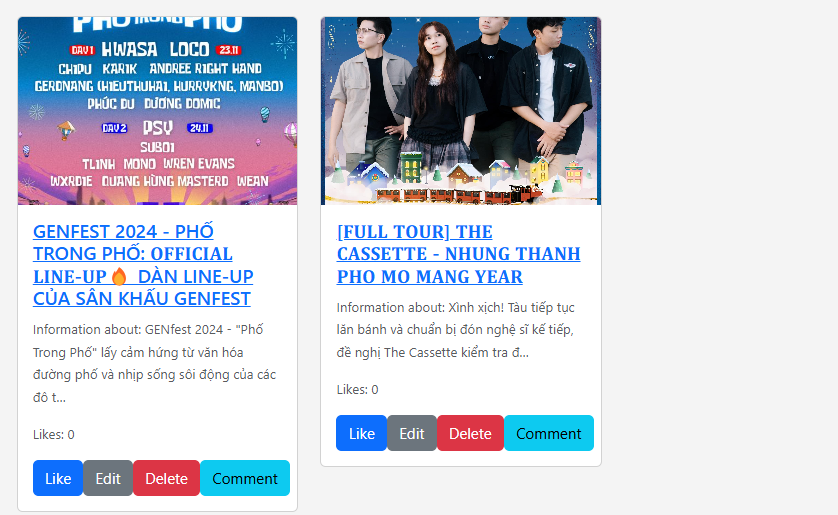 PHỐ TRONG PHỐ
DAY 1 HWASA LOCO 23.11
CHIPU KARIK ANDREE RIGHT HAND
GERDNANG (HIEUTHUHAI, HURRYKNG, MANBO)
PHÚC DU DƯƠNG DOMIC
DAY 2 PSY 24.11
SUBOI
TLINH MONO WREN EVANS
WXRDIE QUANG HÙNG MASTERD WEAN
GENFEST 2024 - PHỐ
TRONG PHỐ: OFFICIAL
LINE-UP🔥 DÀN LINE-UP
CỦA SÂN KHẤU GENFEST
Information about: GENfest 2024 - "Phố
Trong Phố" lấy cảm hứng từ văn hóa
đường phố và nhịp sống sôi động của các
đô t...
Likes: 0
Like Edit Delete Comment
[FULL TOUR] THE
CASSETTE - NHUNG THANH
PHO MO MANG YEAR
Information about: Xình xịch! Tàu tiếp tục
lăn bánh và chuẩn bị đón nghệ sĩ kế tiếp,
đề nghị The Cassette kiểm tra đ...
Likes: 0
Like Edit Delete Comment